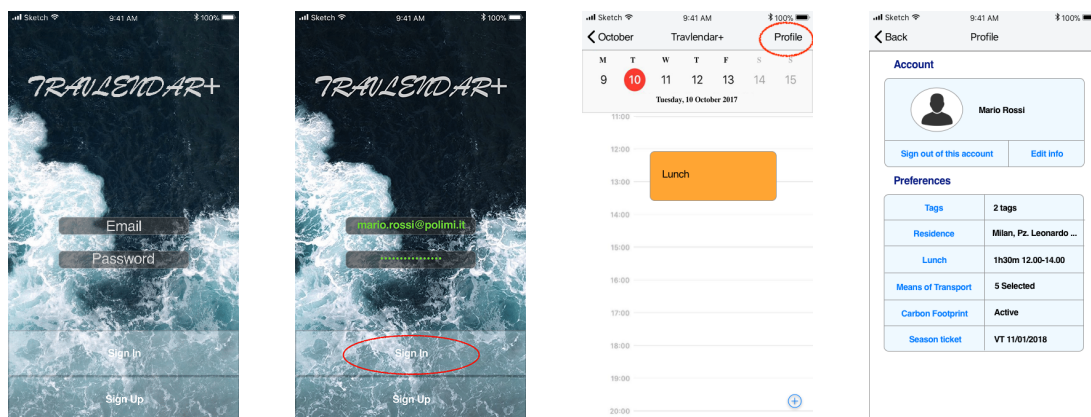 Sketch 9:41 AM 100%
TRAVLENDAR+
Email
Password
Sign In
Sign Up
Sketch 9:41 AM 100%
TRAVLENDAR+
mario.rossi@polimi.it
Sign In
Sign Up
Sketch 9:41 AM 100%
October Travlendar+ Profile
M T W T F S S
9 10 11 12 13 14 15
Tuesday, 10 October 2017
11:00
12:00
Lunch
13:00
14:00
15:00
16:00
17:00
18:00
19:00
20:00
Sketch 9:41 AM 100%
Back Profile
Account
Mario Rossi
Sign out of this account Edit info
Preferences
Tags 2 tags
Residence Milan, Pz. Leonardo ...
Lunch 1h30m 12.00-14.00
Means of Transport 5 Selected
Carbon Footprint Active
Season ticket VT 11/01/2018